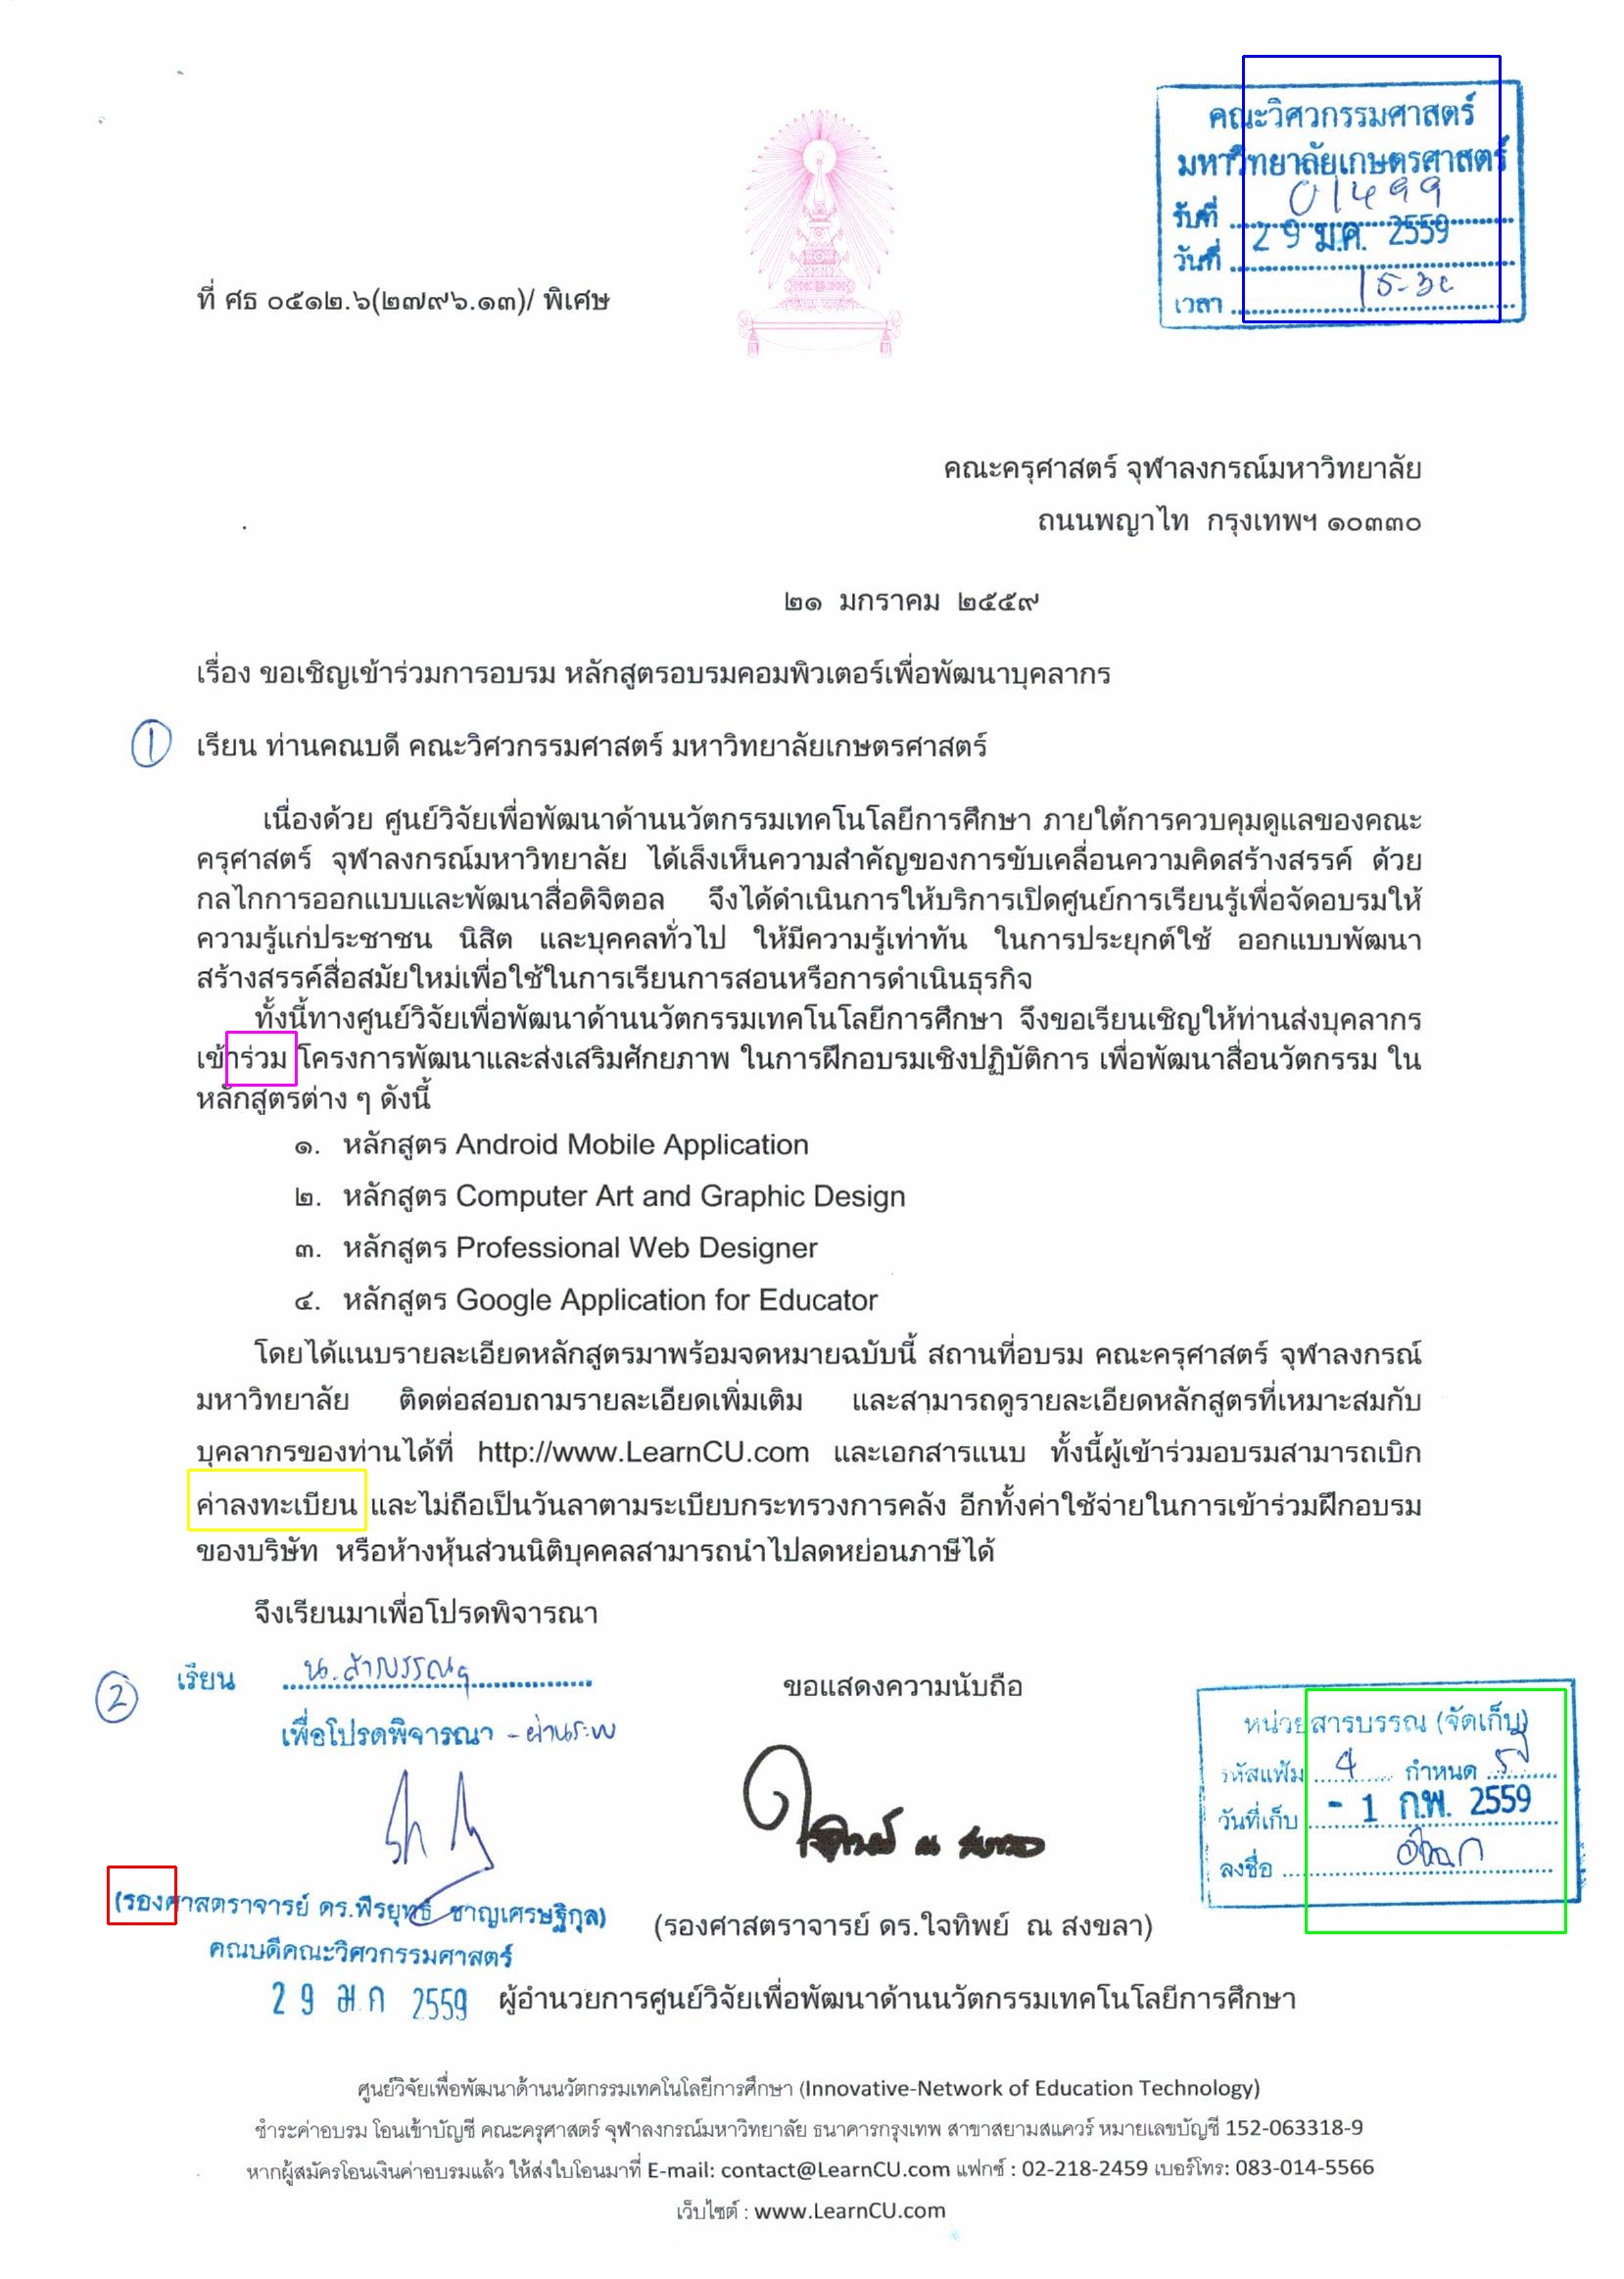 คณะวิศวกรรมศาสตร์
มหาวิทยาลัยเกษตรศาสตร์
รับที่ 01499
วันที่ 29 ม.ค. 2559
เวลา 15-30
ที่ ศธ ๐๕๑๒.๖(๒๗๙๖.๑๓)/ พิเศษ
คณะครุศาสตร์ จุฬาลงกรณ์มหาวิทยาลัย
ถนนพญาไท กรุงเทพฯ ๑๐๓๓๐
๒๑ มกราคม ๒๕๕๙
เรื่อง ขอเชิญเข้าร่วมการอบรม หลักสูตรอบรมคอมพิวเตอร์เพื่อพัฒนาบุคลากร
1 เรียน ท่านคณบดี คณะวิศวกรรมศาสตร์ มหาวิทยาลัยเกษตรศาสตร์
เนื่องด้วย ศูนย์วิจัยเพื่อพัฒนาด้านนวัตกรรมเทคโนโลยีการศึกษา ภายใต้การควบคุมดูแลของคณะ
ครุศาสตร์ จุฬาลงกรณ์มหาวิทยาลัย ได้เล็งเห็นความสำคัญของการขับเคลื่อนความคิดสร้างสรรค์ ด้วย
กลไกการออกแบบและพัฒนาสื่อดิจิตอล จึงได้ดำเนินการให้บริการเปิดศูนย์การเรียนรู้เพื่อจัดอบรมให้
ความรู้แก่ประชาชน นิสิต และบุคคลทั่วไป ให้มีความรู้เท่าทัน ในการประยุกต์ใช้ ออกแบบพัฒนา
สร้างสรรค์สื่อสมัยใหม่เพื่อใช้ในการเรียนการสอนหรือการดำเนินธุรกิจ
ทั้งนี้ทางศูนย์วิจัยเพื่อพัฒนาด้านนวัตกรรมเทคโนโลยีการศึกษา จึงขอเรียนเชิญให้ท่านส่งบุคลากร
เข้าร่วม โครงการพัฒนาและส่งเสริมศักยภาพ ในการฝึกอบรมเชิงปฏิบัติการ เพื่อพัฒนาสื่อนวัตกรรม ใน
หลักสูตรต่าง ๆ ดังนี้
๑. หลักสูตร Android Mobile Application
๒. หลักสูตร Computer Art and Graphic Design
๓. หลักสูตร Professional Web Designer
๔. หลักสูตร Google Application for Educator
โดยได้แนบรายละเอียดหลักสูตรมาพร้อมจดหมายฉบับนี้ สถานที่อบรม คณะครุศาสตร์ จุฬาลงกรณ์
มหาวิทยาลัย ติดต่อสอบถามรายละเอียดเพิ่มเติม และสามารถดูรายละเอียดหลักสูตรที่เหมาะสมกับ
บุคลากรของท่านได้ที่ http://www.LearnCU.com และเอกสารแนบ ทั้งนี้ผู้เข้าร่วมอบรมสามารถเบิก
ค่าลงทะเบียน และไม่ถือเป็นวันลาตามระเบียบกระทรวงการคลัง อีกทั้งค่าใช้จ่ายในการเข้าร่วมฝึกอบรม
ของบริษัท หรือห้างหุ้นส่วนนิติบุคคลสามารถนำไปลดหย่อนภาษีได้
จึงเรียนมาเพื่อโปรดพิจารณา
2 เรียน
เพื่อโปรดพิจารณา
(รองศาสตราจารย์ ดร.พีรยุทธ์ ชาญเศรษฐิกุล)
คณบดีคณะวิศวกรรมศาสตร์
29 ม.ค 2559
ขอแสดงความนับถือ
ใจทิพย์ ณ สงขลา
(รองศาสตราจารย์ ดร.ใจทิพย์ ณ สงขลา)
ผู้อำนวยการศูนย์วิจัยเพื่อพัฒนาด้านนวัตกรรมเทคโนโลยีการศึกษา
หน่วยสารบรรณ (จัดเก็บ)
รหัสแฟ้ม 4 กำหนด 5 ปี
วันที่เก็บ - 1 ก.พ. 2559
ลงชื่อ
ศูนย์วิจัยเพื่อพัฒนาด้านนวัตกรรมเทคโนโลยีการศึกษา (Innovative-Network of Education Technology)
ชำระค่าอบรม โอนเข้าบัญชี คณะครุศาสตร์ จุฬาลงกรณ์มหาวิทยาลัย ธนาคารกรุงเทพ สาขาสยามสแควร์ หมายเลขบัญชี 152-063318-9
หากผู้สมัครโอนเงินค่าอบรมแล้ว ให้ส่งใบโอนมาที่ E-mail: contact@LearnCU.com แฟกซ์ : 02-218-2459 เบอร์โทร: 083-014-5566
เว็บไซต์ : www.LearnCU.com